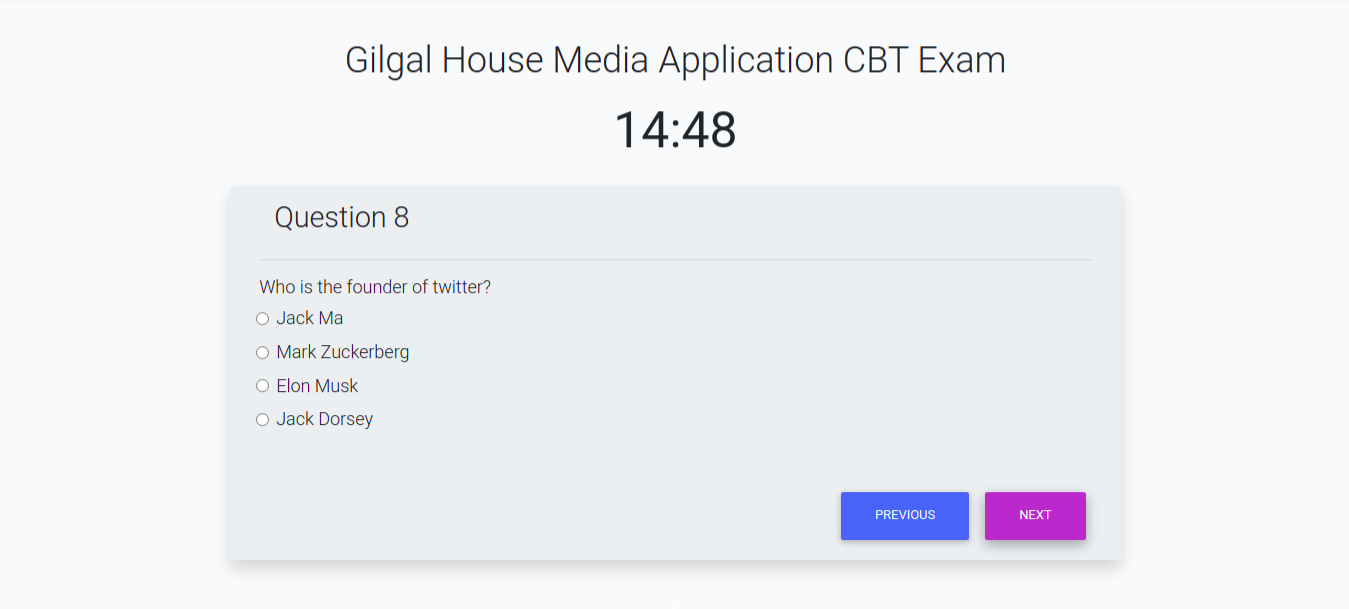 Gilgal House Media Application CBT Exam
14:48
Question 8
Who is the founder of twitter?
Jack Ma
Mark Zuckerberg
Elon Musk
Jack Dorsey
PREVIOUS NEXT